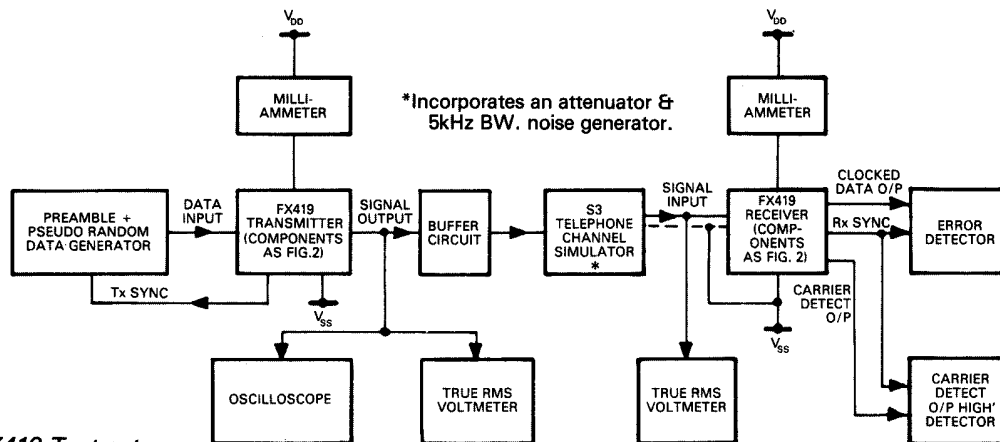 VDD
VDD
MILLI-
AMMETER
*Incorporates an attenuator &
5kHz BW. noise generator.
MILLI-
AMMETER
PREAMBLE +
PSEUDO RANDOM
DATA GENERATOR
DATA
INPUT
FX419
TRANSMITTER
(COMPONENTS
AS FIG.2)
SIGNAL
OUTPUT
BUFFER
CIRCUIT
S3
TELEPHONE
CHANNEL
SIMULATOR
*
SIGNAL
INPUT
FX419
RECEIVER
(COMP-
ONENTS
AS FIG. 2)
CLOCKED
DATA O/P
Rx SYNC
ERROR
DETECTOR
Tx SYNC
VSS
CARRIER
DETECT
O/P
VSS
OSCILLOSCOPE
TRUE RMS
VOLTMETER
TRUE RMS
VOLTMETER
CARRIER
DETECT
O/P HIGH'
DETECTOR